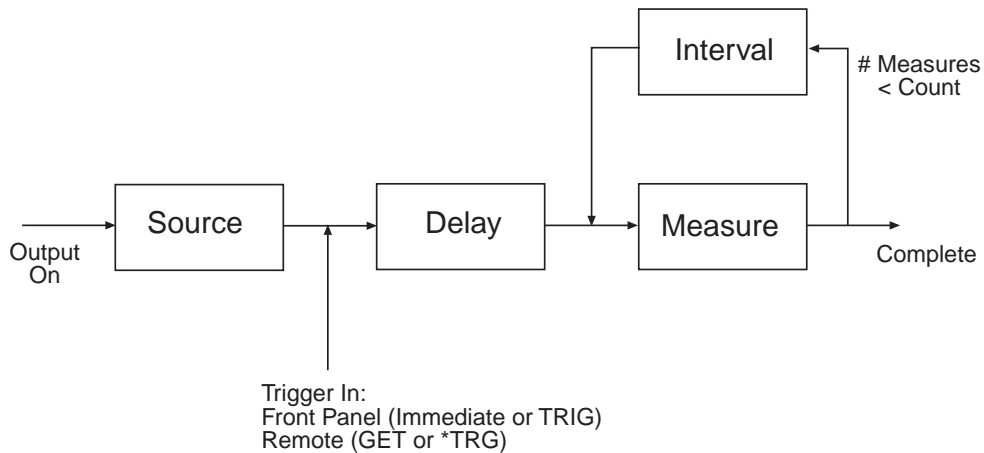 Interval
# Measures
< Count
Source
Delay
Measure
Output
On
Complete
Trigger In:
Front Panel (Immediate or TRIG)
Remote (GET or *TRG)